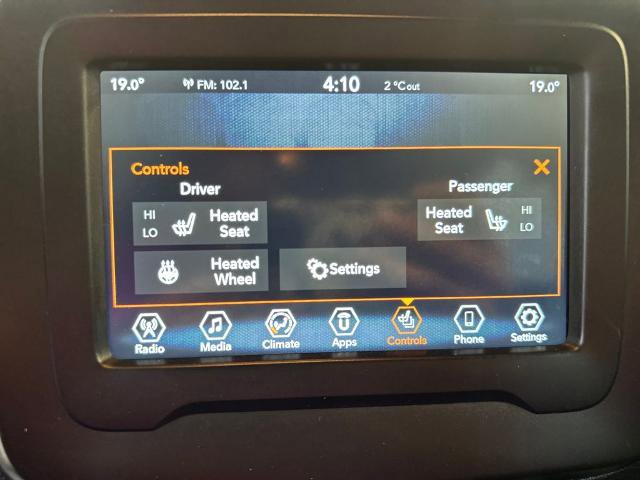 19.0° FM: 102.1 4:10 2 °C out 19.0°
Controls
Driver Passenger
HI
LO
Heated
Seat
Heated
Seat
HI
LO
Heated
Wheel
Settings
Radio Media Climate Apps Controls Phone Settings